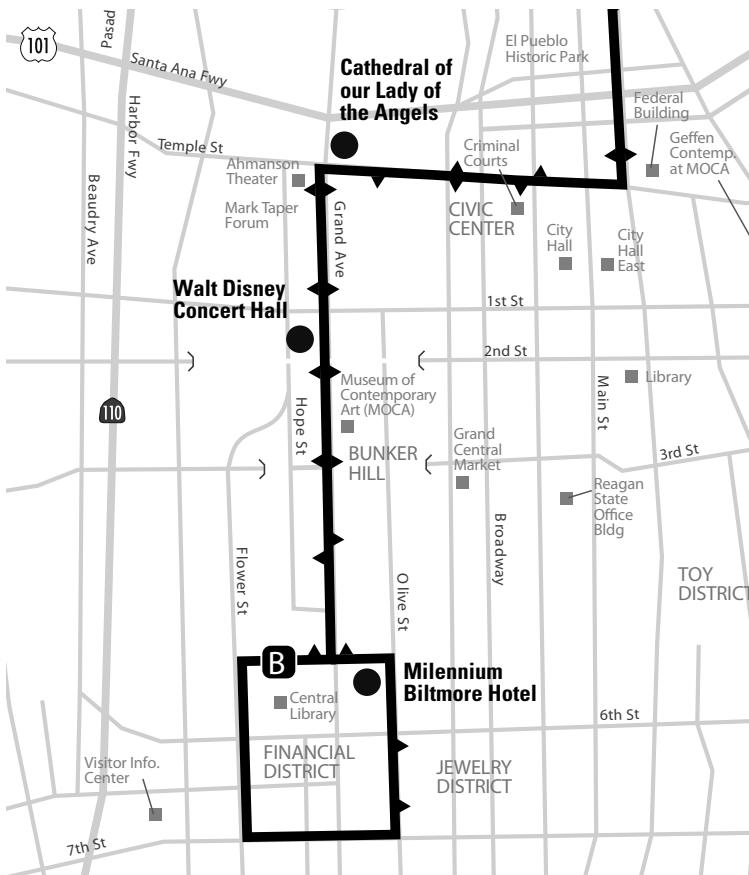 101
Pasad
Santa Ana Fwy
El Pueblo
Historic Park
Cathedral of
our Lady of
the Angels
Harbor Fwy
Federal
Building
Temple St
Criminal
Courts
Geffen
Contemp.
at MOCA
Ahmanson
Theater
Beaudry Ave
Mark Taper
Forum
Grand Ave
CIVIC
CENTER
City
Hall
City
Hall
East
Walt Disney
Concert Hall
1st St
2nd St
Museum of
Contemporary
Art (MOCA)
Main St
Library
110
Hope St
BUNKER
HILL
Grand
Central
Market
3rd St
Reagan
State
Office
Bldg
Broadway
Flower St
Olive St
TOY
DISTRICT
B
Milennium
Biltmore Hotel
Central
Library
6th St
FINANCIAL
DISTRICT
Visitor Info.
Center
JEWELRY
DISTRICT
7th St